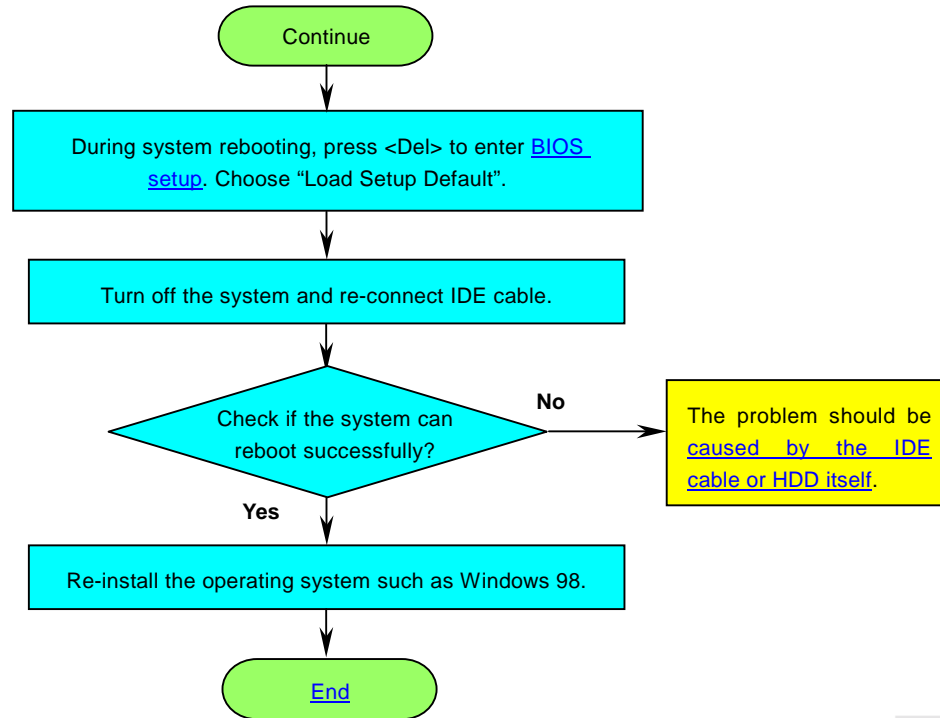 Continue
During system rebooting, press <Del> to enter BIOS
setup. Choose “Load Setup Default”.
Turn off the system and re-connect IDE cable.
Check if the system can
reboot successfully?
No
The problem should be
caused by the IDE
cable or HDD itself.
Yes
Re-install the operating system such as Windows 98.
End